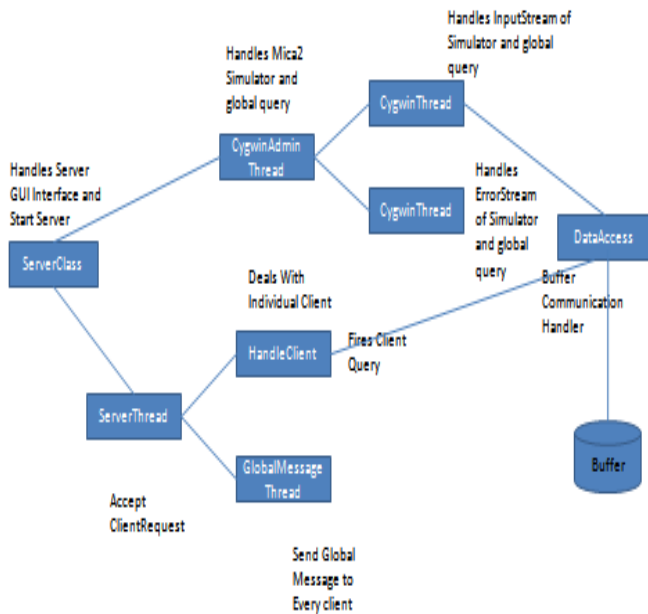 Handles InputStream of
Simulator and global
query
Handles Mica2
Simulator and
global query
CygwinThread
CygwinAdmin
Thread
Handles Server
GUI Interface and
Start Server
Handles
ErrorStream
of Simulator
and global
query
CygwinThread
DataAccess
ServerClass
Buffer
Communication
Handler
Deals With
Individual Client
HandleClient
Fires Client
Query
ServerThread
GlobalMessage
Thread
Buffer
Accept
ClientRequest
Send Global
Message to
Every client